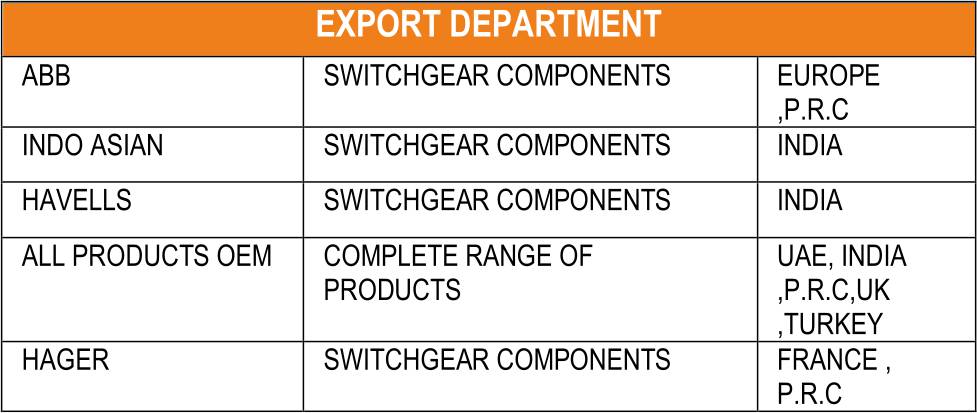 EXPORT DEPARTMENT
ABB SWITCHGEAR COMPONENTS EUROPE
,P.R.C
INDO ASIAN SWITCHGEAR COMPONENTS INDIA
HAVELLS SWITCHGEAR COMPONENTS INDIA
ALL PRODUCTS OEM COMPLETE RANGE OF UAE, INDIA
PRODUCTS ,P.R.C,UK
,TURKEY
HAGER SWITCHGEAR COMPONENTS FRANCE ,
P.R.C